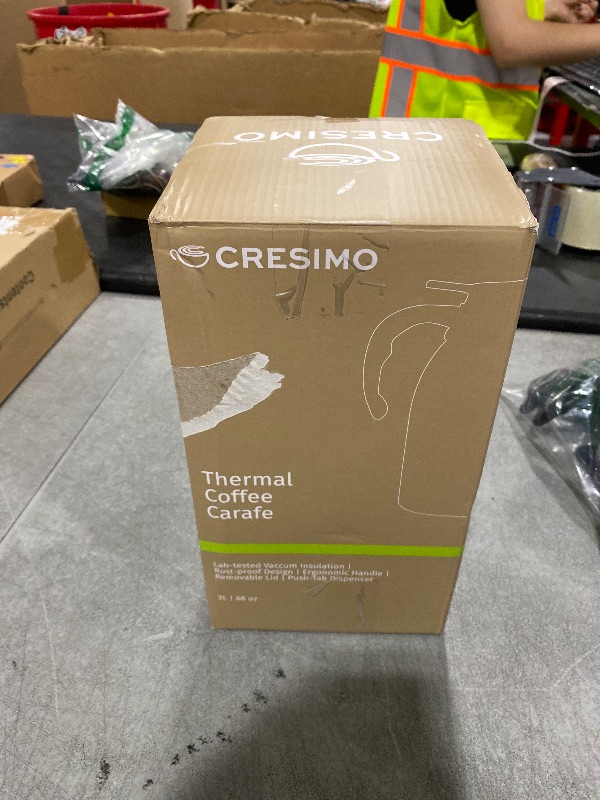 CRESIMO
CRESIMO
Thermal
Coffee
Carafe
Lab-tested Vaccum Insulation |
Rust-proof Design | Ergonomic Handle |
Removable Lid | Push-Tab Dispenser
2L | 68 oz
Contents